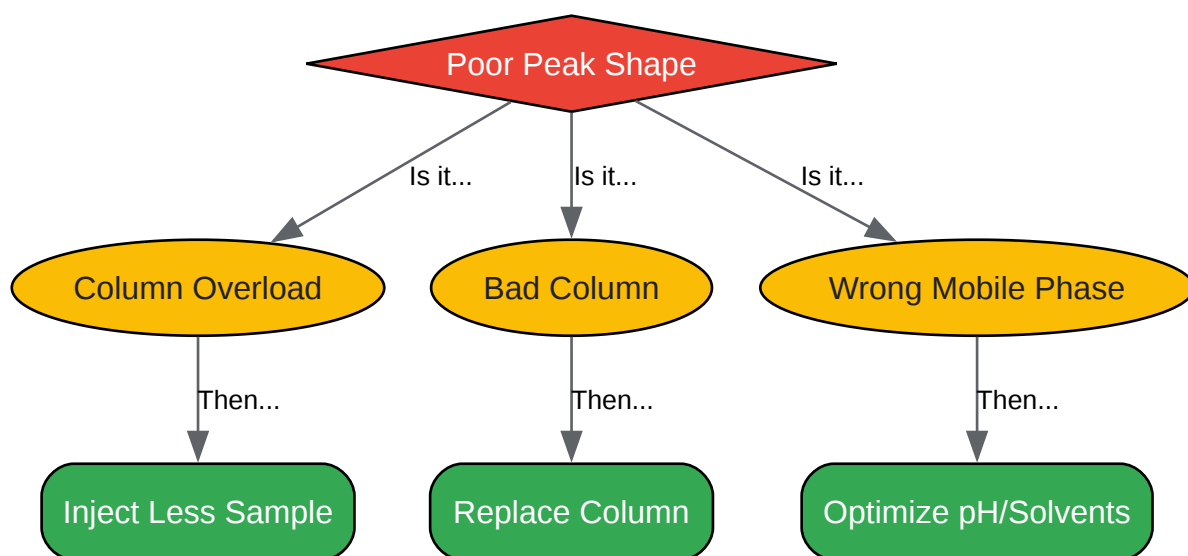 Poor Peak Shape
Is it...
Is it...
Is it...
Column Overload
Bad Column
Wrong Mobile Phase
Then...
Then...
Then...
Inject Less Sample
Replace Column
Optimize pH/Solvents